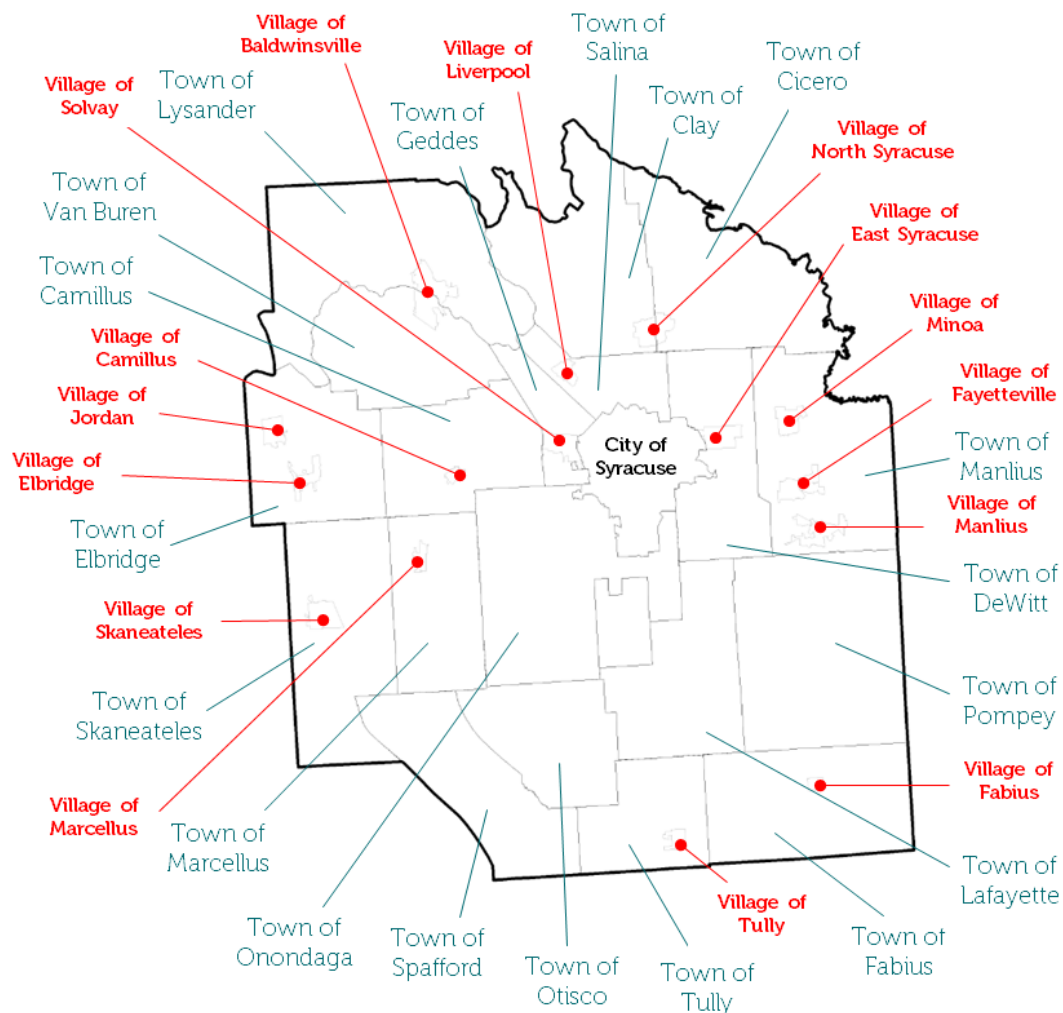 Village of
Baldwinsville
Town of
Salina
Village of
Liverpool
Town of
Cicero
Village of
Solvay
Town of
Lysander
Town of
Geddes
Town of
Clay
Village of
North Syracuse
Town of
Van Buren
Village of
East Syracuse
Town of
Camillus
Village of
Minoa
Village of
Camillus
Village of
Fayetteville
Village of
Jordan
City of
Syracuse
Town of
Manlius
Village of
Elbridge
Village of
Manlius
Town of
Elbridge
Town of
DeWitt
Village of
Skaneateles
Town of
Skaneateles
Town of
Pompey
Village of
Fabius
Village of
Marcellus
Town of
Marcellus
Town of
Lafayette
Village of
Tully
Town of
Onondaga
Town of
Spafford
Town of
Otisco
Town of
Tully
Town of
Fabius